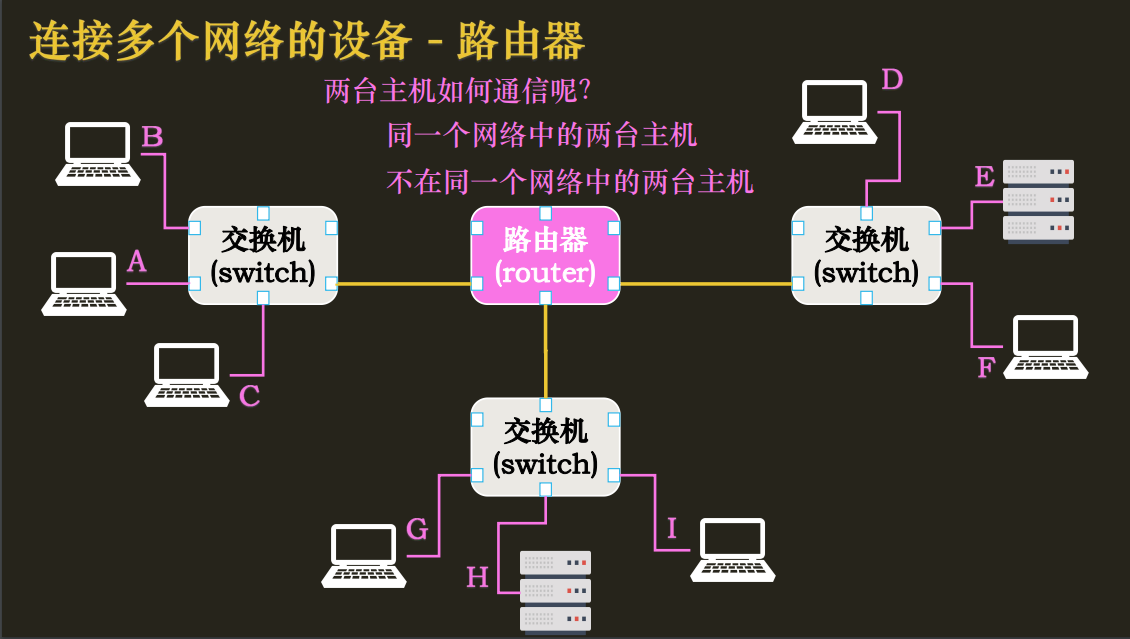 连接多个网络的设备 - 路由器
两台主机如何通信呢？
同一个网络中的两台主机
不在同一个网络中的两台主机
D
B
E
A
交换机
(switch)
路由器
(router)
交换机
(switch)
F
C
交换机
(switch)
G
I
H